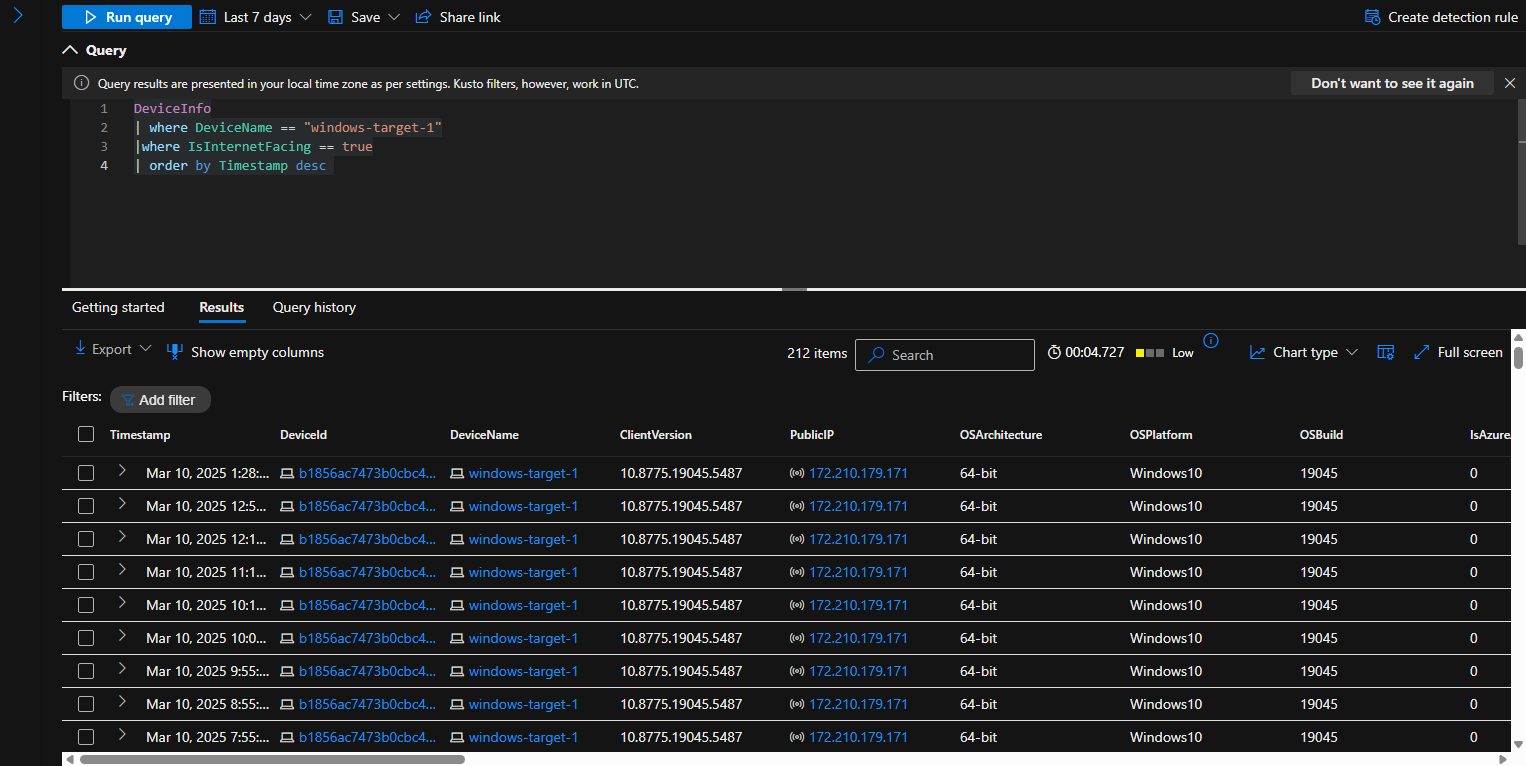 Run query Last 7 days Save Share link Create detection rule
Query
Query results are presented in your local time zone as per settings. Kusto filters, however, work in UTC. Don't want to see it again
1 DeviceInfo
2 | where DeviceName == "windows-target-1"
3 |where IsInternetFacing == true
4 | order by Timestamp desc
Getting started Results Query history
Export Show empty columns 212 items Search 00:04.727 Low Chart type Full screen
Filters: Add filter
Timestamp DeviceId DeviceName ClientVersion PublicIP OSArchitecture OSPlatform OSBuild IsAzure
Mar 10, 2025 1:28:... b1856ac7473b0cbc4... windows-target-1 10.8775.19045.5487 172.210.179.171 64-bit Windows10 19045 0
Mar 10, 2025 12:5... b1856ac7473b0cbc4... windows-target-1 10.8775.19045.5487 172.210.179.171 64-bit Windows10 19045 0
Mar 10, 2025 12:1... b1856ac7473b0cbc4... windows-target-1 10.8775.19045.5487 172.210.179.171 64-bit Windows10 19045 0
Mar 10, 2025 11:1... b1856ac7473b0cbc4... windows-target-1 10.8775.19045.5487 172.210.179.171 64-bit Windows10 19045 0
Mar 10, 2025 10:1... b1856ac7473b0cbc4... windows-target-1 10.8775.19045.5487 172.210.179.171 64-bit Windows10 19045 0
Mar 10, 2025 10:0... b1856ac7473b0cbc4... windows-target-1 10.8775.19045.5487 172.210.179.171 64-bit Windows10 19045 0
Mar 10, 2025 9:55:... b1856ac7473b0cbc4... windows-target-1 10.8775.19045.5487 172.210.179.171 64-bit Windows10 19045 0
Mar 10, 2025 8:55:... b1856ac7473b0cbc4... windows-target-1 10.8775.19045.5487 172.210.179.171 64-bit Windows10 19045 0
Mar 10, 2025 7:55:... b1856ac7473b0cbc4... windows-target-1 10.8775.19045.5487 172.210.179.171 64-bit Windows10 19045 0